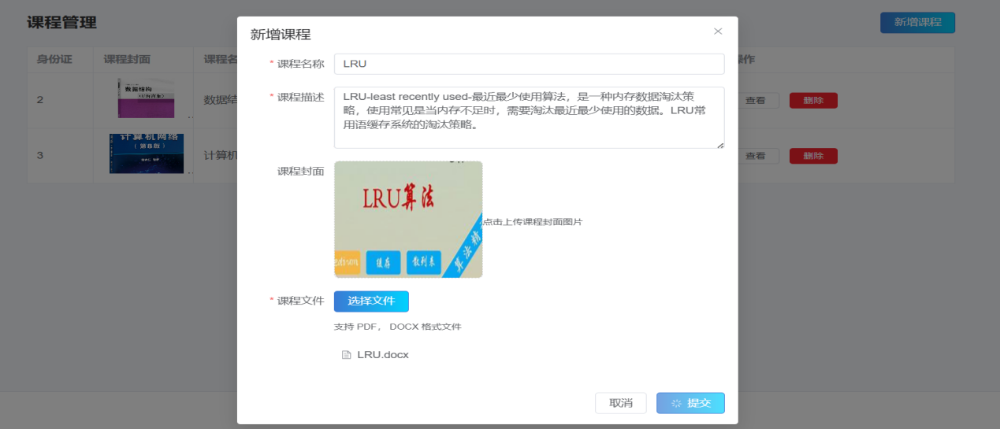 课程管理
新增课程
身份证
课程封面
课程名
操作
2
数据结构
数据结
查看
删除
3
计算机网络
（第8版）
计算机
查看
删除
新增课程
* 课程名称
LRU
* 课程描述
LRU-least recently used-最近最少使用算法，是一种内存数据淘汰策
略，使用常见是当内存不足时，需要淘汰最近最少使用的数据。LRU常
用语缓存系统的淘汰策略。
课程封面
LRU算法
缓存
散列表
点击上传课程封面图片
* 课程文件
选择文件
支持 PDF， DOCX 格式文件
LRU.docx
取消
提交